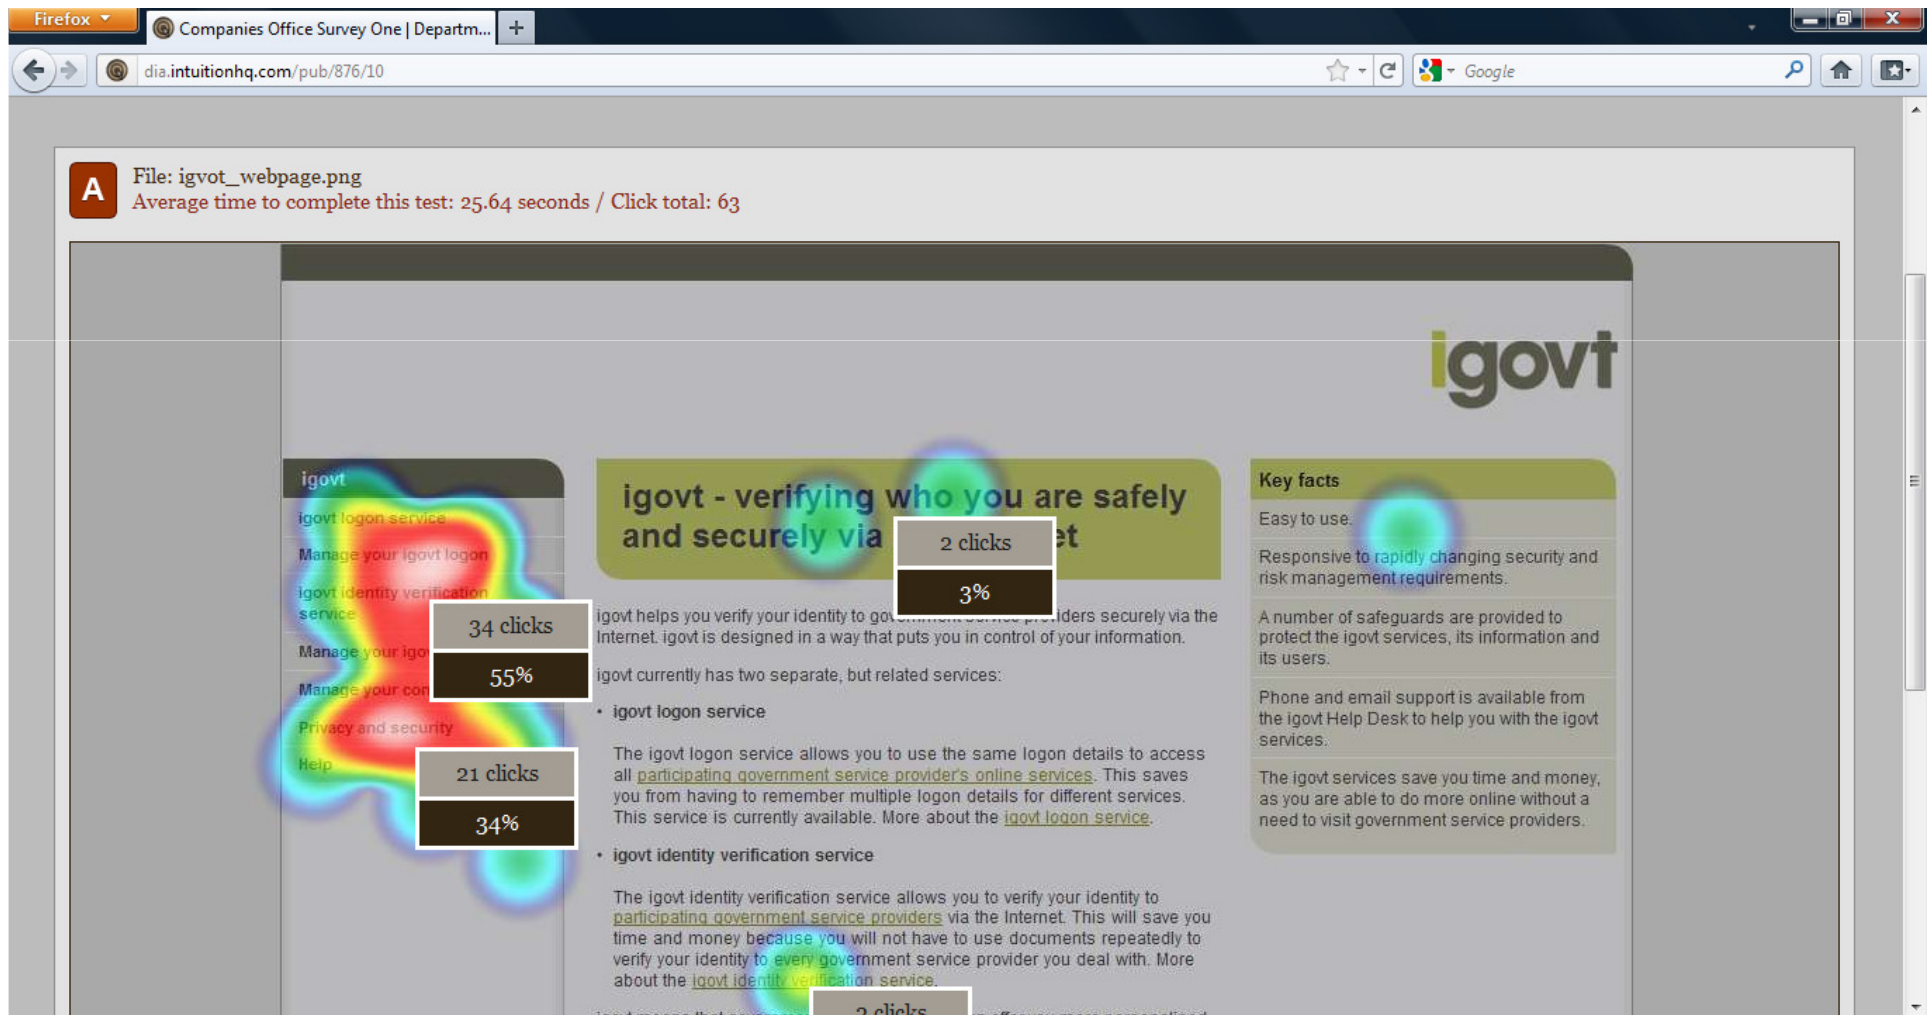 Firefox
Companies Office Survey One | Departm...
dia.intuitionhq.com/pub/876/10
Google
A
File: igvot_webpage.png
Average time to complete this test: 25.64 seconds / Click total: 63
igovt
igovt
igovt logon service
Manage your igovt logon
igovt identity verification
service
Manage your igo
Manage your con
Privacy and security
Help
34 clicks
55%
21 clicks
34%
igovt - verifying who you are safely
and securely via et
2 clicks
3%
igovt helps you verify your identity to government service providers securely via the
Internet. igovt is designed in a way that puts you in control of your information.
igovt currently has two separate, but related services:
• igovt logon service
The igovt logon service allows you to use the same logon details to access
all participating government service provider's online services. This saves
you from having to remember multiple logon details for different services.
This service is currently available. More about the igovt logon service.
• igovt identity verification service
The igovt identity verification service allows you to verify your identity to
participating government service providers via the Internet. This will save you
time and money because you will not have to use documents repeatedly to
verify your identity to every government service provider you deal with. More
about the igovt identity verification service.
clicks
Key facts
Easy to use.
Responsive to rapidly changing security and
risk management requirements.
A number of safeguards are provided to
protect the igovt services, its information and
its users.
Phone and email support is available from
the igovt Help Desk to help you with the igovt
services.
The igovt services save you time and money,
as you are able to do more online without a
need to visit government service providers.